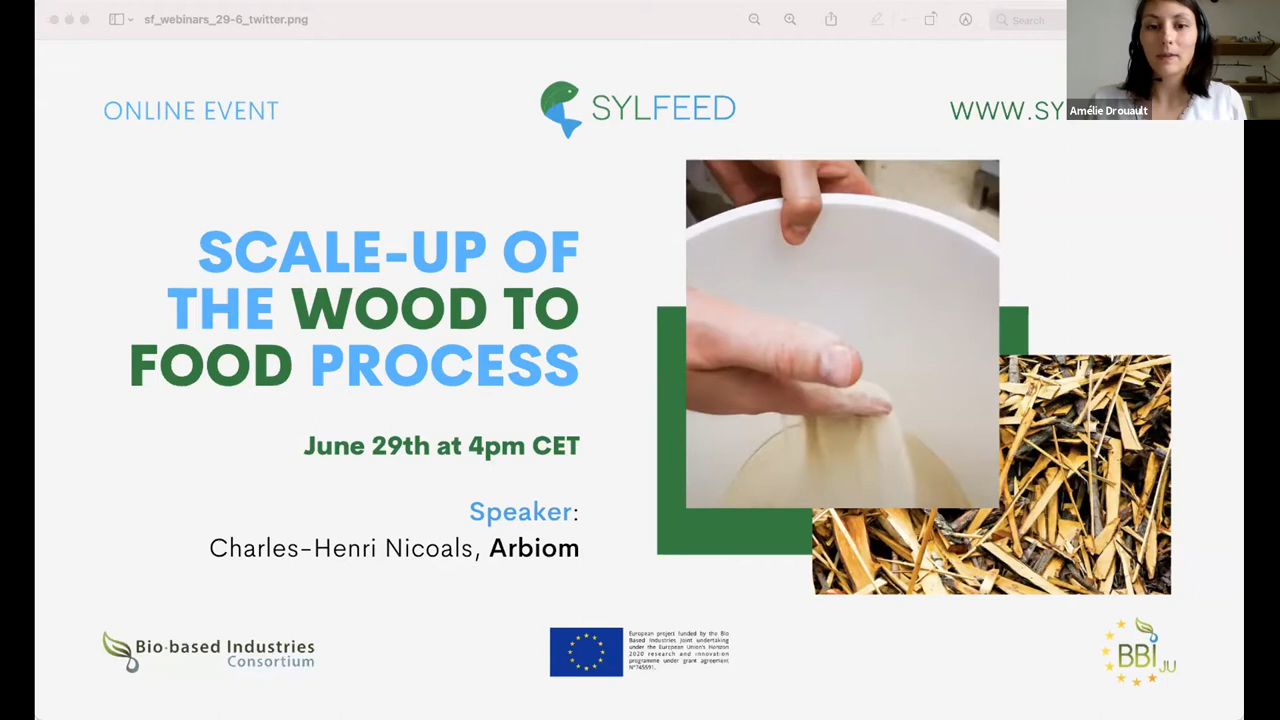 sf_webinars_29-6_twitter.png
Search
Amélie Drouault
ONLINE EVENT
SYLFEED
WWW.SY
SCALE-UP OF
THE WOOD TO
FOOD PROCESS
June 29th at 4pm CET
Speaker:
Charles-Henri Nicoals, Arbiom
Bio-based Industries
Consortium
European project funded by the Bio
Based Industries Joint undertaking
under the European Union's Horizon
2020 research and innovation
programme under grant agreement
N°745591.
BBI JU